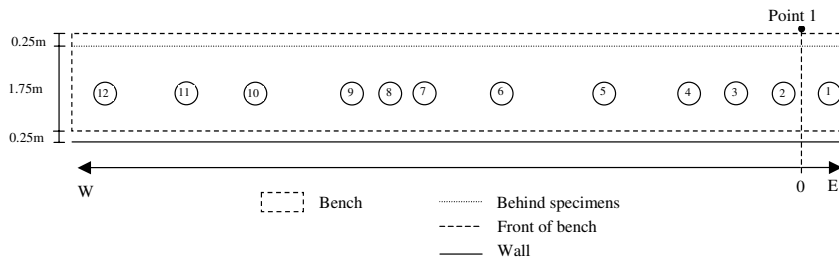 Point 1
0.25m
1.75m
12 11 10 9 8 7 6 5 4 3 2 1
0.25m
W 0 E
Bench
Behind specimens
Front of bench
Wall